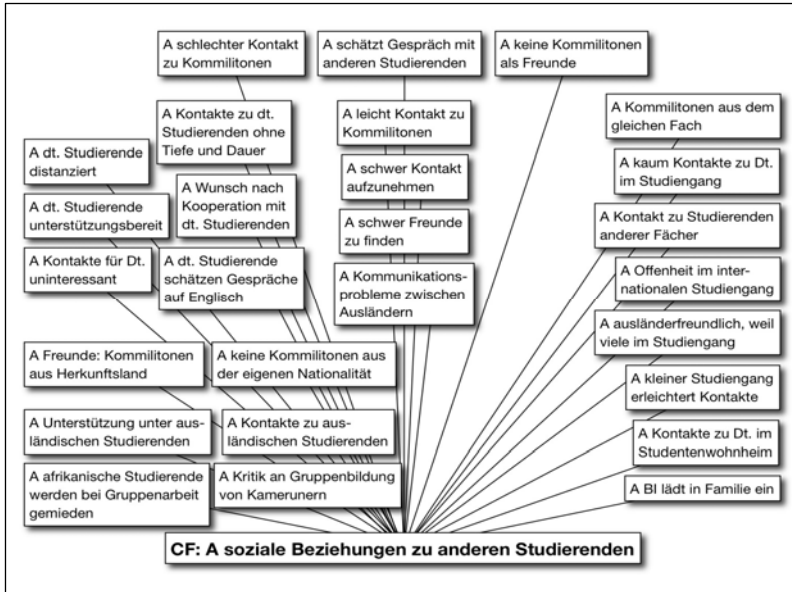 A schlechter Kontakt
zu Kommilitonen
A schätzt Gespräch mit
anderen Studierenden
A keine Kommilitonen
als Freunde
A Kontakte zu dt.
Studierenden ohne
Tiefe und Dauer
A leicht Kontakt zu
Kommilitonen
A Kommilitonen aus dem
gleichen Fach
A dt. Studierende
distanziert
A schwer Kontakt
aufzunehmen
A kaum Kontakte zu Dt.
im Studiengang
A Wunsch nach
Kooperation mit
dt. Studierenden
A dt. Studierende
unterstützungsbereit
A schwer Freunde
zu finden
A Kontakt zu Studierenden
anderer Fächer
A Kontakte für Dt.
uninteressant
A dt. Studierende
schätzen Gespräche
auf Englisch
A Kommunikations-
probleme zwischen
Ausländern
A Offenheit im inter-
nationalen Studiengang
A ausländerfreundlich, weil
viele im Studiengang
A Freunde: Kommilitonen
aus Herkunftsland
A keine Kommilitonen aus
der eigenen Nationalität
A kleiner Studiengang
erleichtert Kontakte
A Unterstützung unter aus-
ländischen Studierenden
A Kontakte zu aus-
ländischen Studierenden
A Kontakte zu Dt. im
Studentenwohnheim
A afrikanische Studierende
werden bei Gruppenarbeit
gemieden
A Kritik an Gruppenbildung
von Kamerunern
A BI lädt in Familie ein
CF: A soziale Beziehungen zu anderen Studierenden